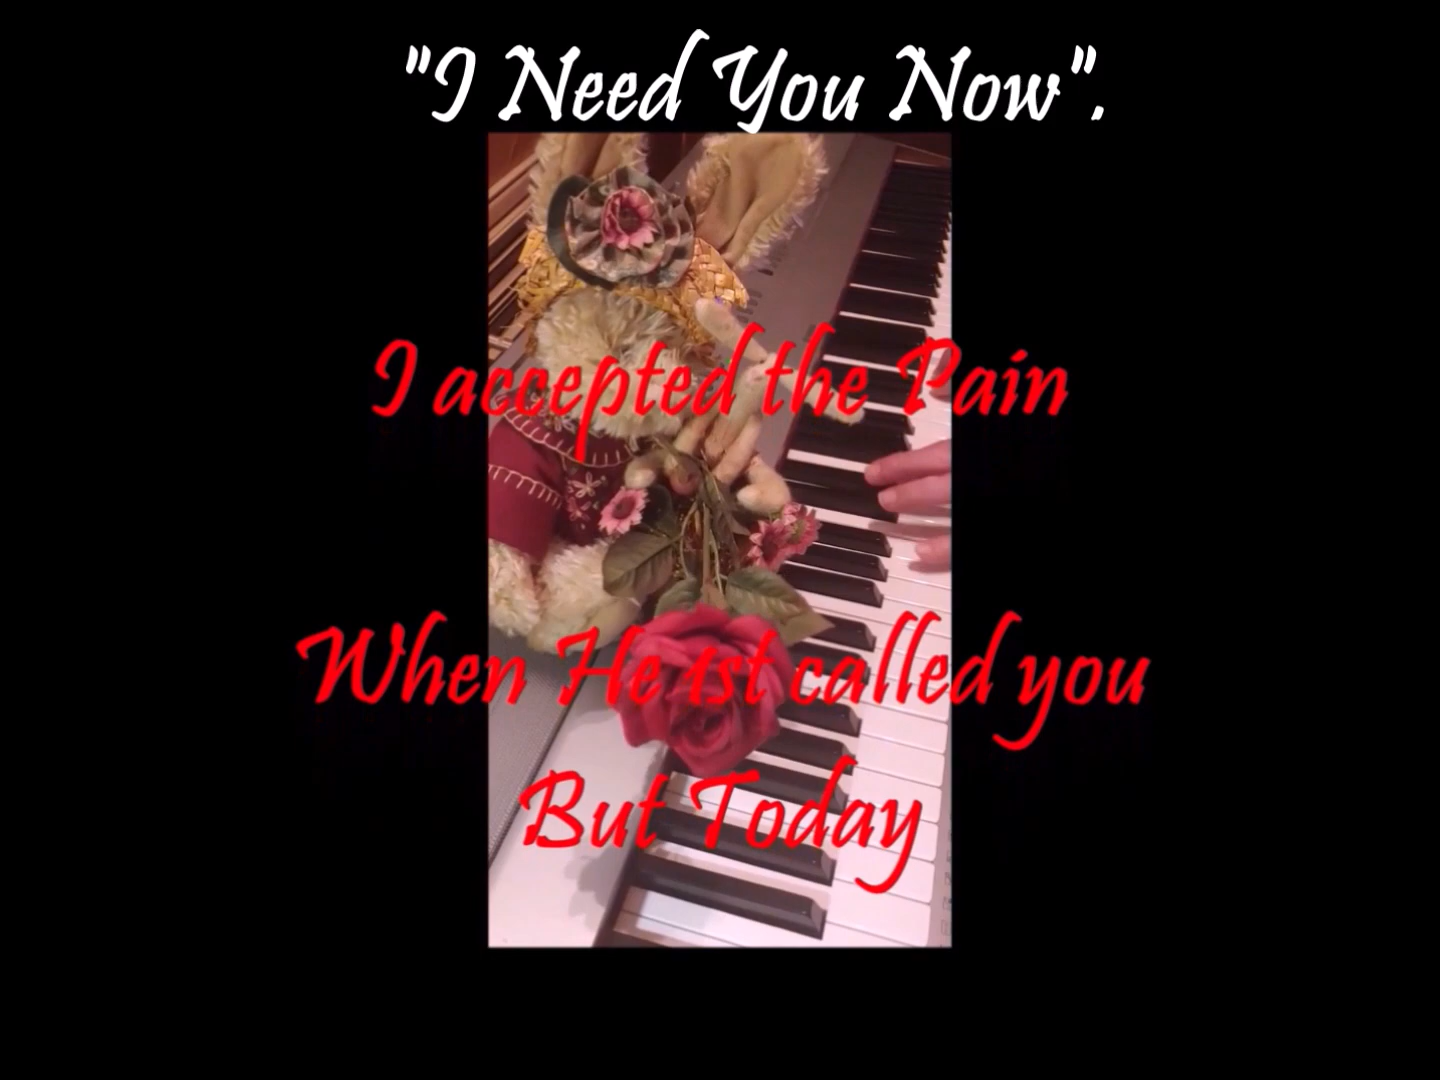 "I Need You Now".
I accepted the Pain
When He 1st called you
But Today